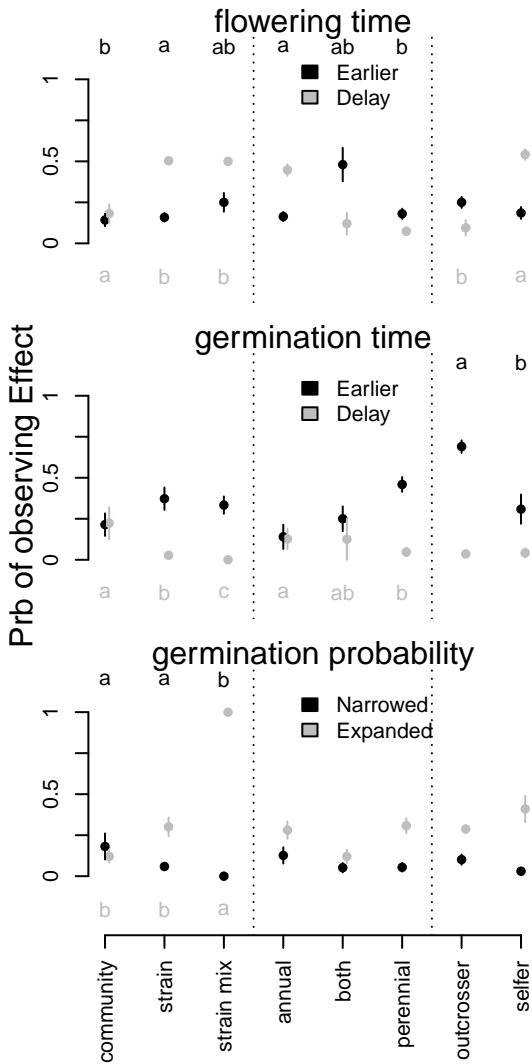 flowering time
b a ab a ab b
Earlier
Delay
1
0.5
0
a b b b a
germination time
a b
Earlier
Delay
1
0.5
0
a b c a ab b
germination probability
a a b
Narrowed
Expanded
1
0.5
0
b b a
Prb of observing Effect
community
strain
strain mix
annual
both
perennial
outcrosser
selfer